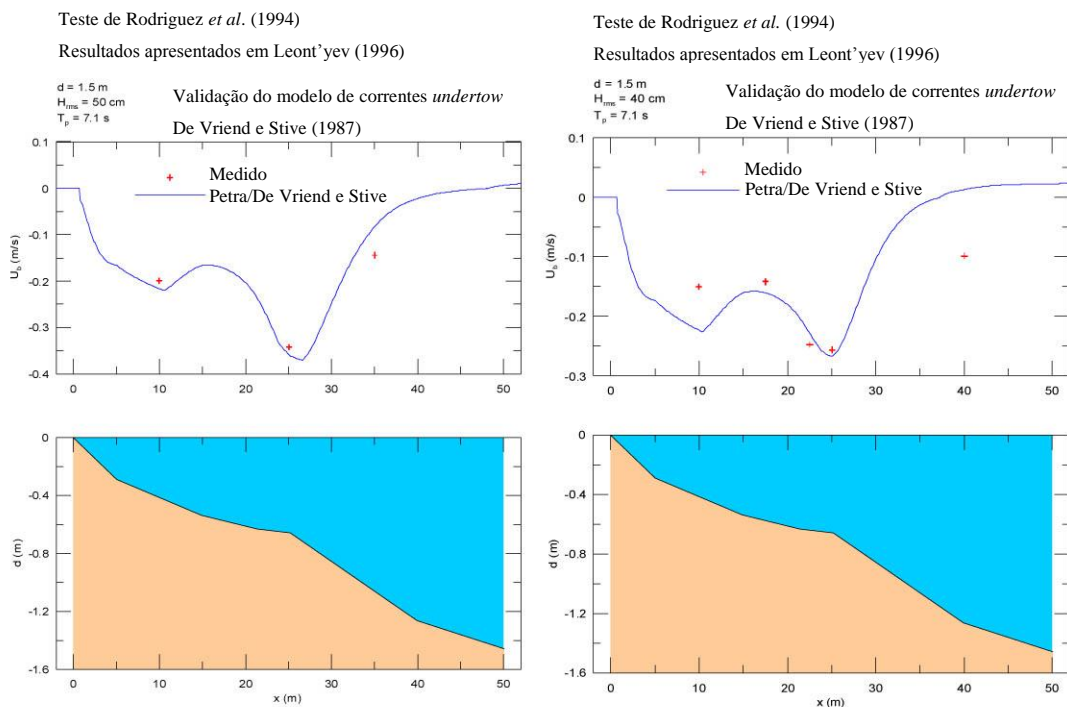 Teste de Rodriguez et al. (1994)
Resultados apresentados em Leont’yev (1996)
d = 1.5 m
H_rms = 50 cm
T_p = 7.1 s
Validação do modelo de correntes undertow
De Vriend e Stive (1987)
0.1
0
-0.1
-0.2
-0.3
-0.4
U_b (m/s)
Medido
Petra/De Vriend e Stive
0 10 20 30 40 50
0
-0.4
-0.8
-1.2
-1.6
d (m)
0 10 20 30 40 50
x (m)
Teste de Rodriguez et al. (1994)
Resultados apresentados em Leont’yev (1996)
d = 1.5 m
H_rms = 40 cm
T_p = 7.1 s
Validação do modelo de correntes undertow
De Vriend e Stive (1987)
0.1
0
-0.1
-0.2
-0.3
U_b (m/s)
Medido
Petra/De Vriend e Stive
0 10 20 30 40 50
0
-0.4
-0.8
-1.2
-1.6
d (m)
0 10 20 30 40 50
x (m)